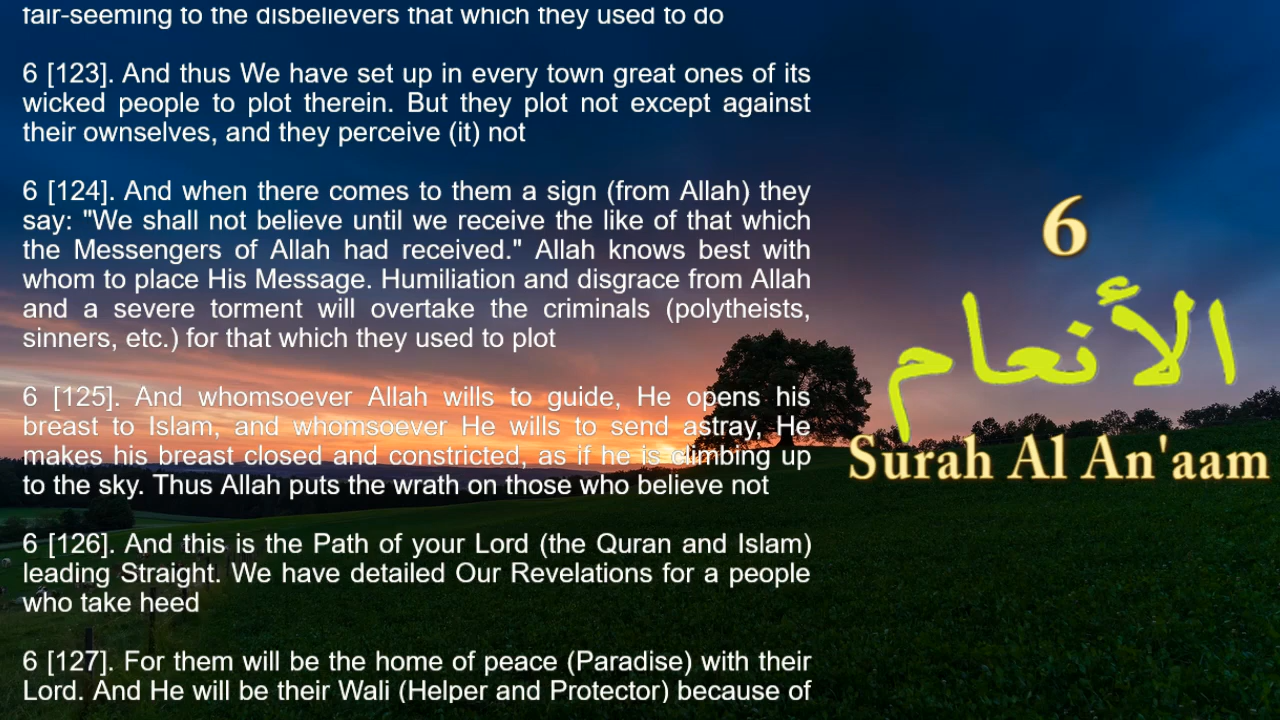 fair-seeming to the disbelievers that which they used to do
6 [123]. And thus We have set up in every town great ones of its
wicked people to plot therein. But they plot not except against
their ownselves, and they perceive (it) not
6 [124]. And when there comes to them a sign (from Allah) they
say: "We shall not believe until we receive the like of that which
the Messengers of Allah had received." Allah knows best with
whom to place His Message. Humiliation and disgrace from Allah
and a severe torment will overtake the criminals (polytheists,
sinners, etc.) for that which they used to plot
6 [125]. And whomsoever Allah wills to guide, He opens his
breast to Islam, and whomsoever He wills to send astray, He
makes his breast closed and constricted, as if he is climbing up
to the sky. Thus Allah puts the wrath on those who believe not
6 [126]. And this is the Path of your Lord (the Quran and Islam)
leading Straight. We have detailed Our Revelations for a people
who take heed
6 [127]. For them will be the home of peace (Paradise) with their
Lord. And He will be their Wali (Helper and Protector) because of
6
الأنعام
Surah Al An'aam